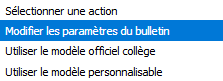 Sélectionner une action
Modifier les paramètres du bulletin
Utiliser le modèle officiel collège
Utiliser le modèle personnalisable